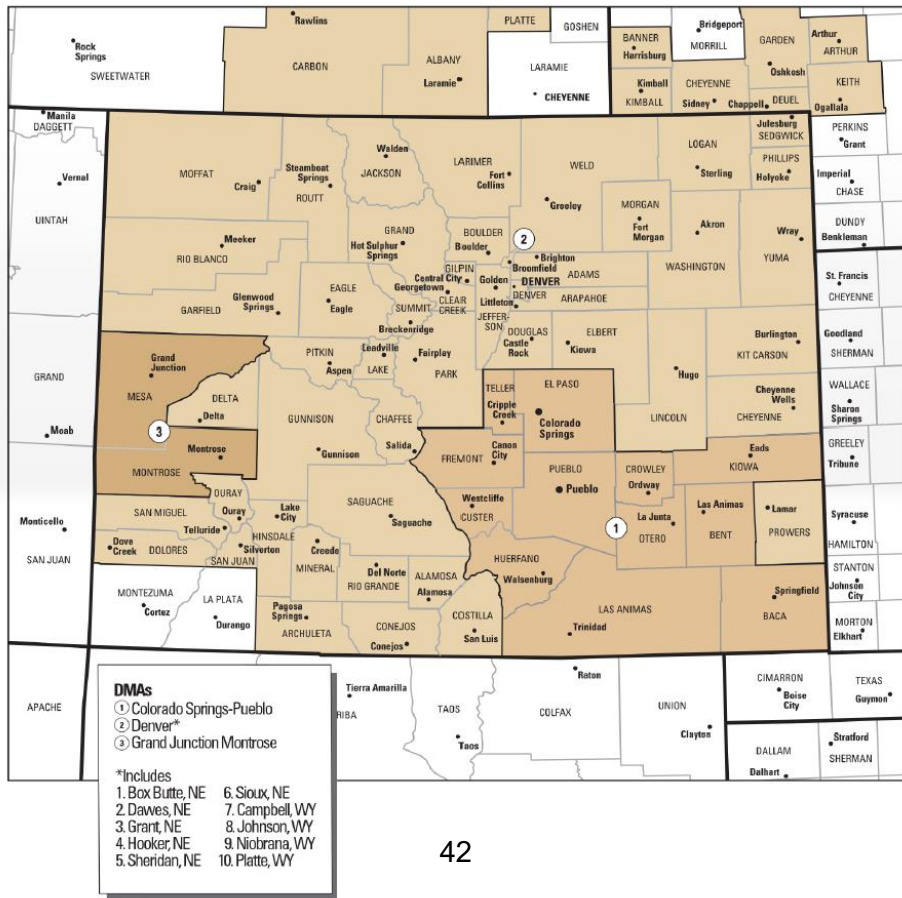 Rawlins
PLATTE
GOSHEN
Bridgeport
MORRILL
GARDEN
Arthur
ARTHUR
Rock
Springs
SWEETWATER
CARBON
ALBANY
Laramie
LARAMIE
CHEYENNE
BANNER
Harrisburg
Kimball
KIMBALL
CHEYENNE
Sidney
Oshkosh
Chappell
DEUEL
KEITH
Ogallala
Manila
DAGGETT
Vernal
UINTAH
MOFFAT
Craig
Steamboat
Springs
ROUTT
Walden
JACKSON
LARIMER
Fort
Collins
WELD
Greeley
LOGAN
Sterling
Julesburg
SEDGWICK
PHILLIPS
Holyoke
PERKINS
Grant
Imperial
CHASE
DUNDY
Benkleman
Meeker
RIO BLANCO
GRAND
Hot Sulphur
Springs
BOULDER
Boulder
2
MORGAN
Fort
Morgan
Akron
WASHINGTON
Wray
YUMA
GARFIELD
Glenwood
Springs
EAGLE
Eagle
SUMMIT
Breckenridge
GILPIN
Central City
Georgetown
CLEAR
CREEK
Golden
Littleton
JEFFER-
SON
Brighton
Broomfield
DENVER
DENVER
ADAMS
ARAPAHOE
St. Francis
CHEYENNE
Goodland
SHERMAN
GRAND
Moab
Grand
Junction
MESA
3
DELTA
Delta
PITKIN
Aspen
Leadville
LAKE
Fairplay
PARK
DOUGLAS
Castle
Rock
ELBERT
Kiowa
Hugo
LINCOLN
Burlington
KIT CARSON
Cheyenne
Wells
CHEYENNE
WALLACE
Sharon
Springs
GREELEY
Tribune
Montrose
MONTROSE
GUNNISON
Gunnison
CHAFFEE
Salida
TELLER
Cripple
Creek
EL PASO
Colorado
Springs
FREMONT
Canon
City
PUEBLO
Pueblo
CROWLEY
Ordway
Eads
KIOWA
Monticello
SAN JUAN
SAN MIGUEL
Telluride
Dove
Creek
DOLORES
OURAY
Ouray
Lake
City
HINSDALE
Silverton
SAN JUAN
SAGUACHE
Saguache
Westcliffe
CUSTER
1
La Junta
OTERO
Las Animas
BENT
Lamar
PROWERS
Syracuse
HAMILTON
MONTEZUMA
Cortez
LA PLATA
Durango
Creede
MINERAL
Del Norte
RIO GRANDE
ALAMOSA
Alamosa
HUERFANO
Walsenburg
STANTON
Johnson
City
Pagosa
Springs
ARCHULETA
CONEJOS
Conejos
COSTILLA
San Luis
LAS ANIMAS
Trinidad
Springfield
BACA
MORTON
Elkhart
APACHE
Tierra Amarilla
RIBA
TAOS
Taos
Raton
COLFAX
UNION
Clayton
CIMARRON
Boise
City
TEXAS
Guymon
DALLAM
Dalhart
Stratford
SHERMAN
DMAs
1 Colorado Springs-Pueblo
2 Denver*
3 Grand Junction Montrose
*Includes
1. Box Butte, NE 6. Sioux, NE
2. Dawes, NE 7. Campbell, WY
3. Grant, NE 8. Johnson, WY
4. Hooker, NE 9. Niobrana, WY
5. Sheridan, NE 10. Platte, WY
42